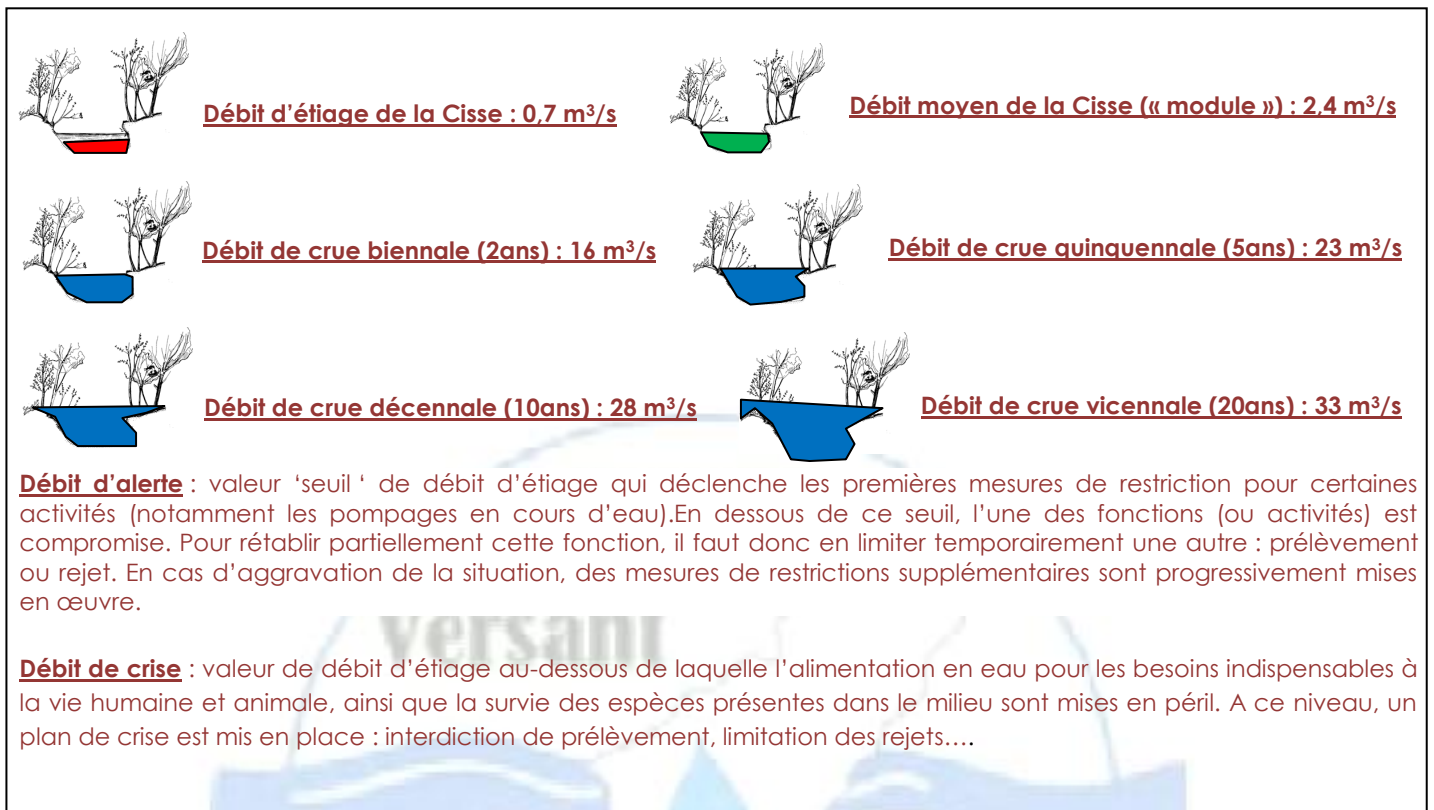 Débit d'étiage de la Cisse : 0,7 m³/s
Débit moyen de la Cisse (« module ») : 2,4 m³/s
Débit de crue biennale (2ans) : 16 m³/s
Débit de crue quinquennale (5ans) : 23 m³/s
Débit de crue décennale (10ans) : 28 m³/s
Débit de crue vicennale (20ans) : 33 m³/s
Débit d'alerte : valeur 'seuil ' de débit d'étiage qui déclenche les premières mesures de restriction pour certaines
activités (notamment les pompages en cours d'eau).En dessous de ce seuil, l'une des fonctions (ou activités) est
compromise. Pour rétablir partiellement cette fonction, il faut donc en limiter temporairement une autre : prélèvement
ou rejet. En cas d'aggravation de la situation, des mesures de restrictions supplémentaires sont progressivement mises
en œuvre.
versant
Débit de crise : valeur de débit d'étiage au-dessous de laquelle l'alimentation en eau pour les besoins indispensables à
la vie humaine et animale, ainsi que la survie des espèces présentes dans le milieu sont mises en péril. A ce niveau, un
plan de crise est mis en place : interdiction de prélèvement, limitation des rejets….